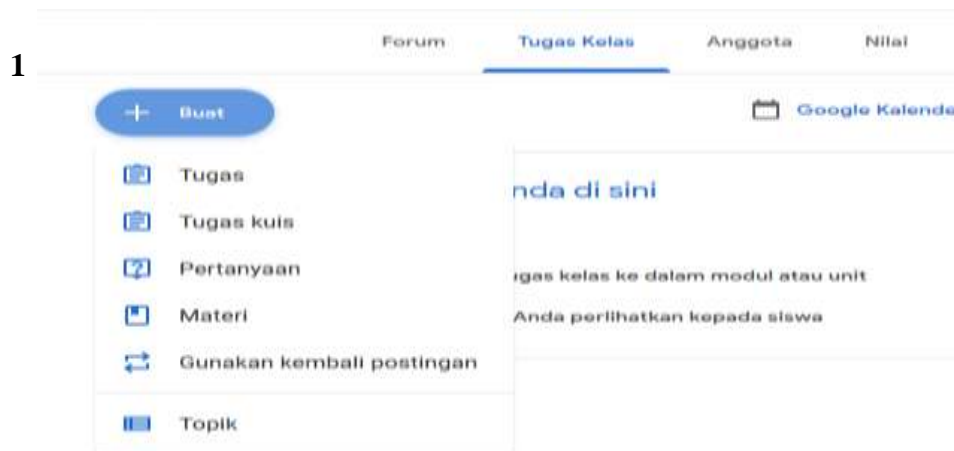 Forum Tugas Kelas Anggota Nilai
1
Buat Google Kalende
Tugas
nda di sini
Tugas kuis
Pertanyaan
ugas kelas ke dalam modul atau unit
Materi
Anda perlihatkan kepada siswa
Gunakan kembali postingan
Topik